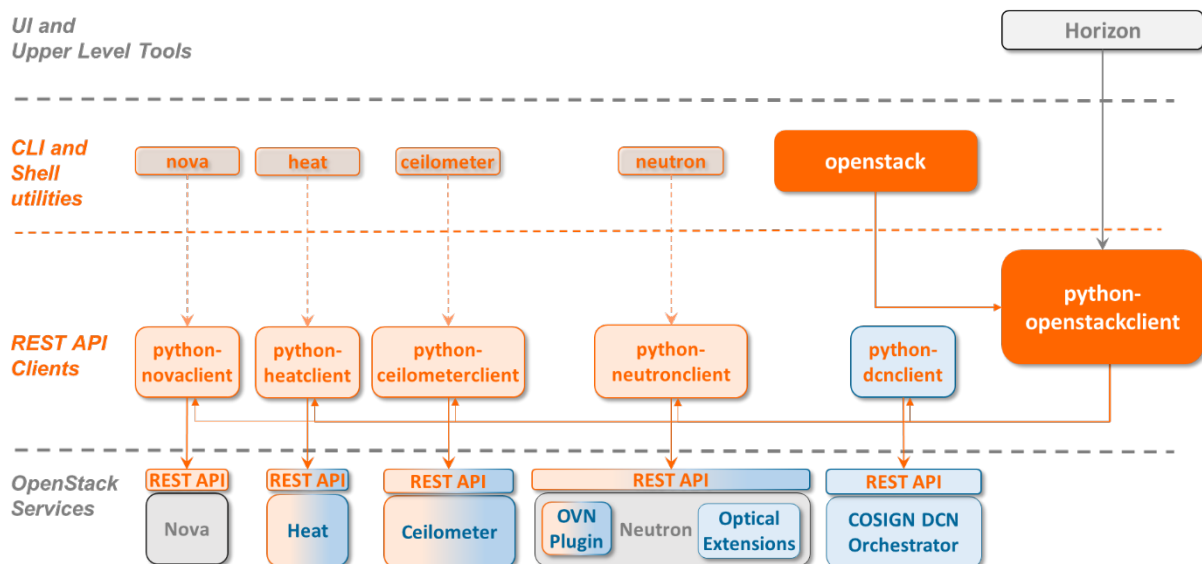 UI and
Upper Level Tools
Horizon
CLI and
Shell
utilities
nova
heat
ceilometer
neutron
openstack
REST API
Clients
python-
novaclient
python-
heatclient
python-
ceilometerclient
python-
neutronclient
python-
dcnclient
python-
openstackclient
OpenStack
Services
REST API
Nova
REST API
Heat
REST API
Ceilometer
REST API
OVN
Plugin
Neutron
Optical
Extensions
REST API
COSIGN DCN
Orchestrator